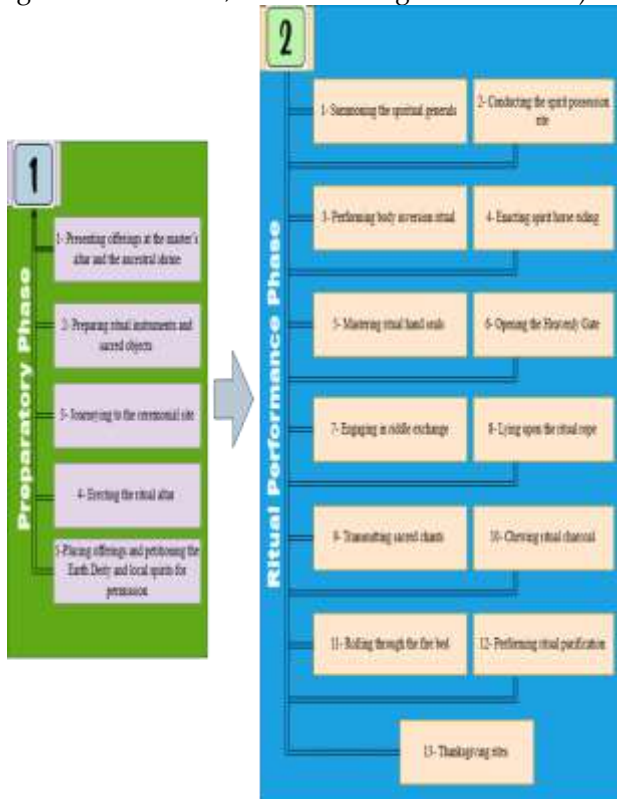 1
Preparatory Phase
1- Presenting offerings at the master's
altar and the ancestral shrine
2- Preparing ritual instruments and
sacred objects
3- Journeying to the ceremonial site
4- Erecting the ritual altar
5-Placing offerings and petitioning the
Earth Deity and local spirits for
permission
2
Ritual Performance Phase
1- Summoning the spiritual generals
2- Conducting the spirit possession
rite
3- Performing body inversion ritual
4- Enacting spirit horse riding
5- Mastering ritual hand seals
6- Opening the Heavenly Gate
7- Engaging in riddle exchange
8- Lying upon the ritual rope
9- Transmitting sacred chants
10- Chewing ritual charcoal
11- Rolling through the fire bed
12- Performing ritual purification
13- Thanksgiving rites